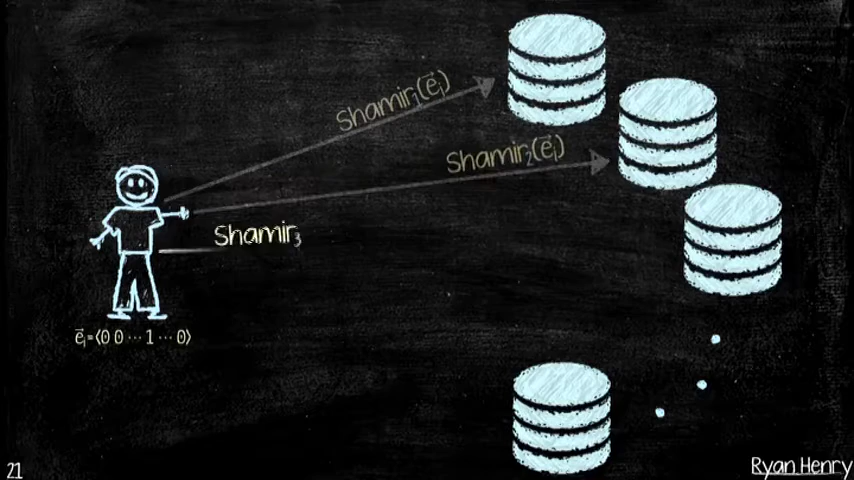 Shamir₁(e⃗ᵢ)
Shamir₂(e⃗ᵢ)
Shamir₃
e⃗ᵢ=⟨0 0 ⋯ 1 ⋯ 0⟩
21
Ryan Henry